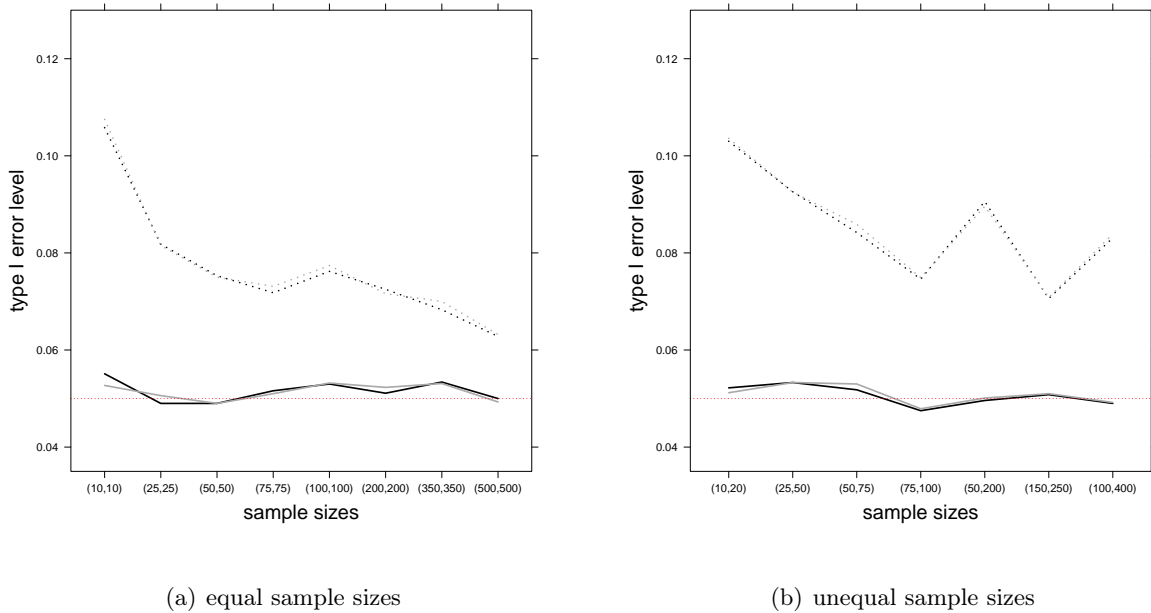 0.12
0.10
0.08
0.06
0.04
type I error level
(10,10) (25,25) (50,50) (75,75) (100,100) (200,200) (350,350) (500,500)
sample sizes
(a) equal sample sizes
0.12
0.10
0.08
0.06
0.04
type I error level
(10,20) (25,50) (50,75) (75,100) (50,200) (150,250) (100,400)
sample sizes
(b) unequal sample sizes